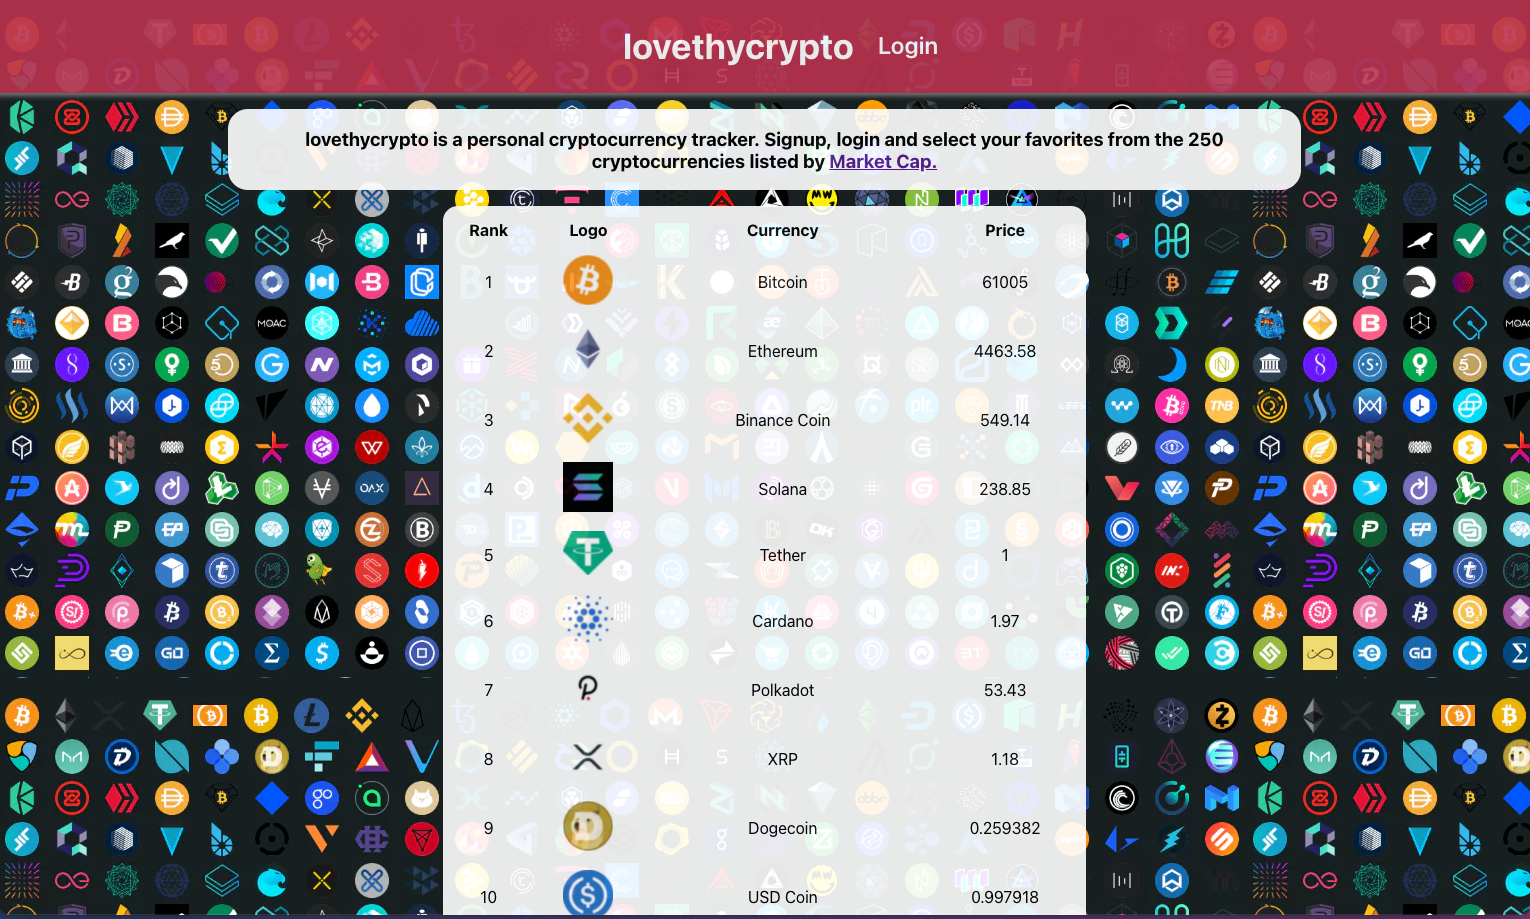 lovethycrypto Login
lovethycrypto is a personal cryptocurrency tracker. Signup, login and select your favorites from the 250
cryptocurrencies listed by Market Cap.
Rank Logo Currency Price
1 Bitcoin 61005
2 Ethereum 4463.58
3 Binance Coin 549.14
4 Solana 238.85
5 Tether 1
6 Cardano 1.97
7 Polkadot 53.43
8 XRP 1.18
9 Dogecoin 0.259382
10 USD Coin 0.997918